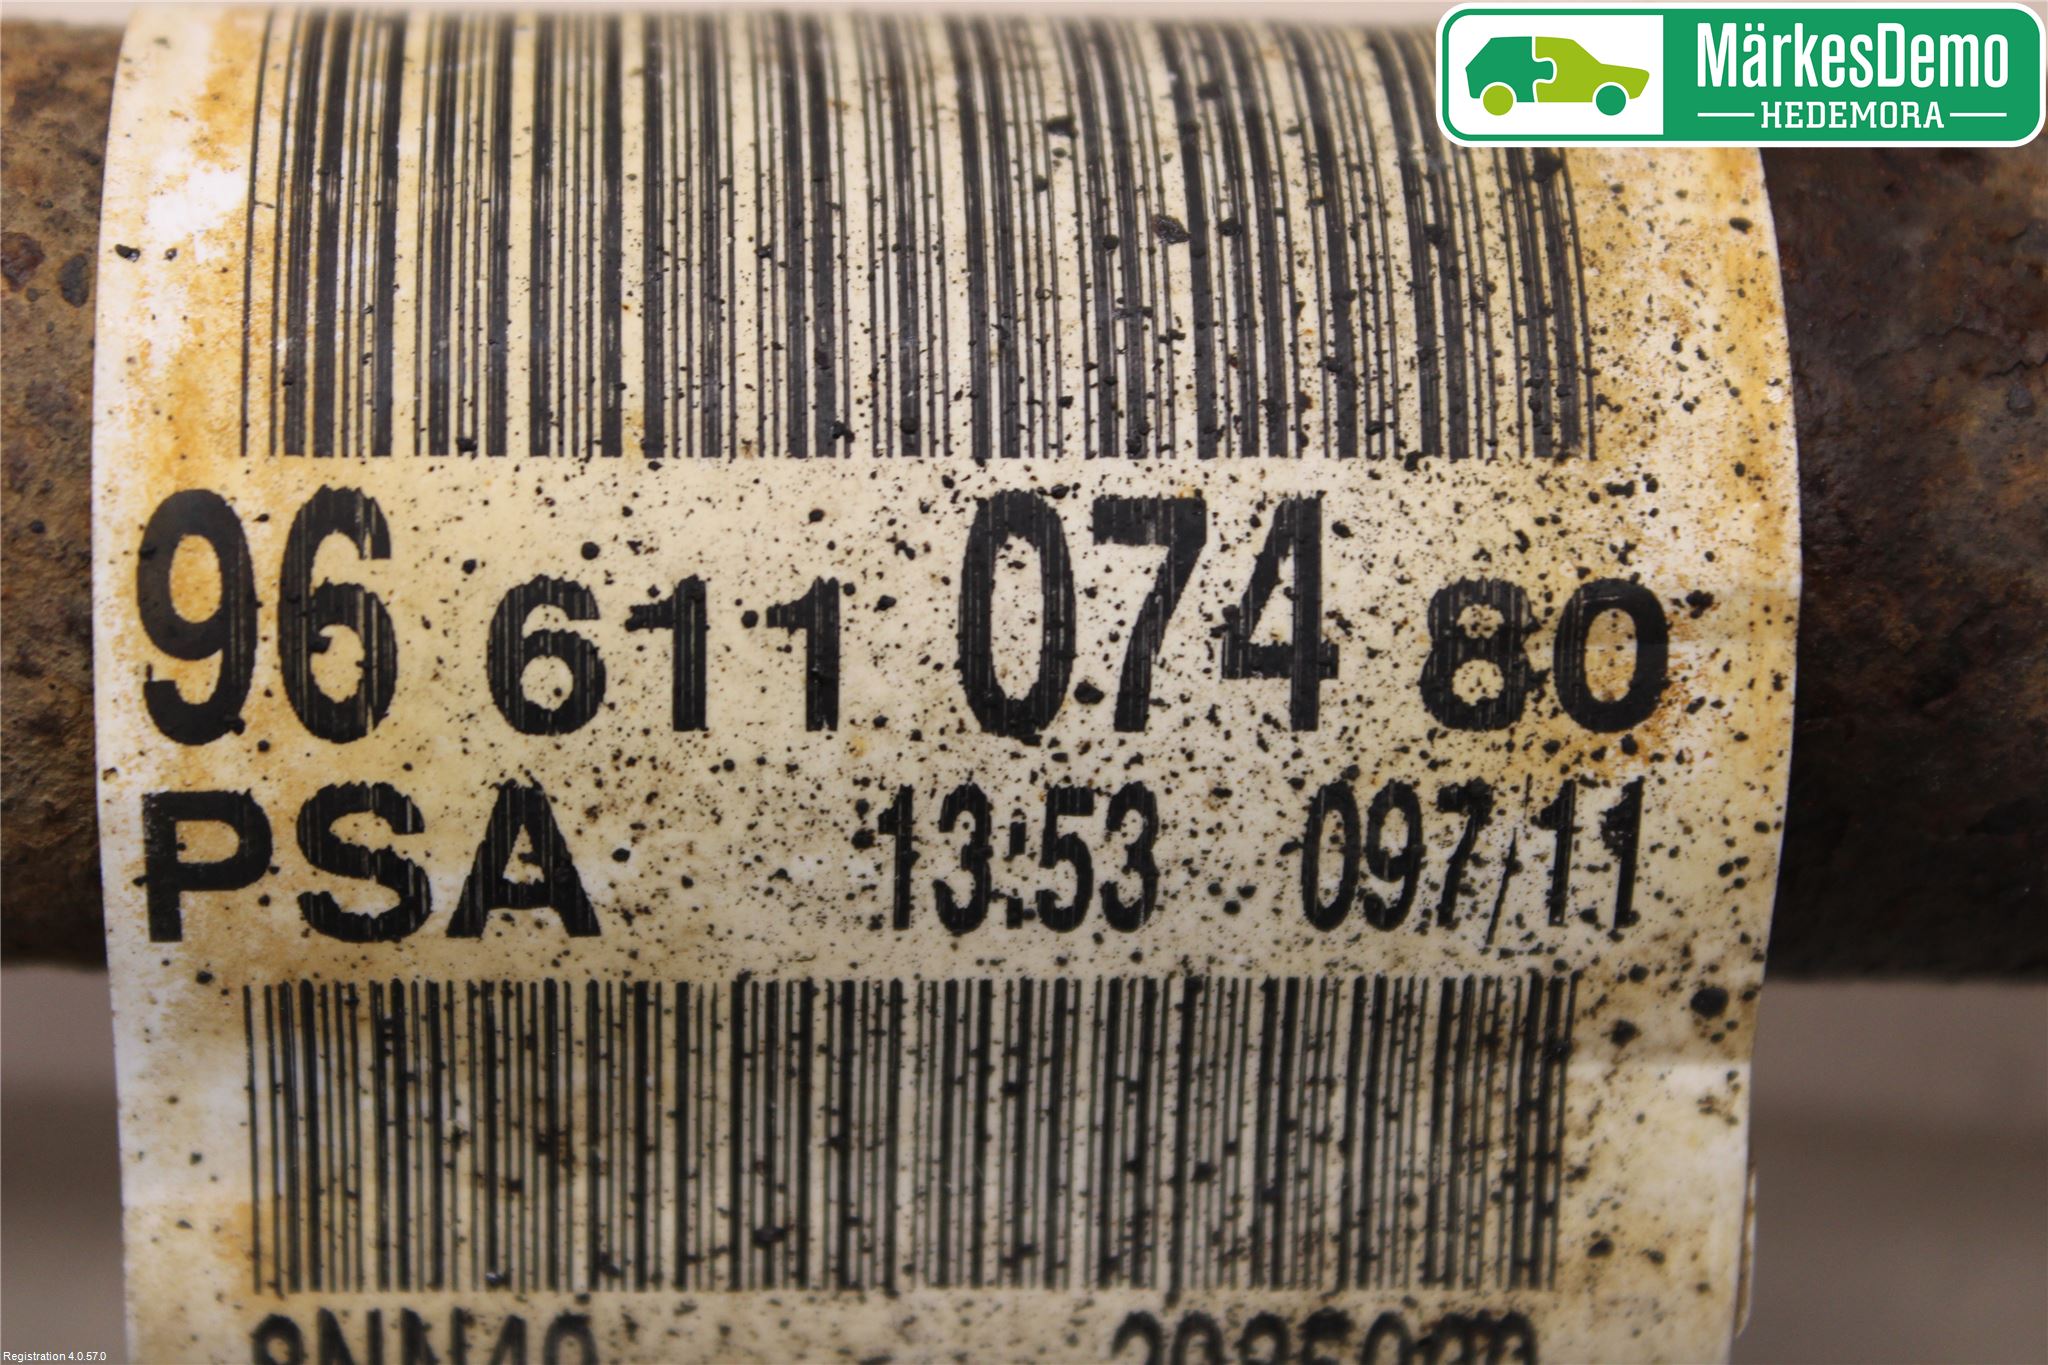 MärkesDemo
HEDEMORA
96 611 074 80
PSA 13:53 097/11
Registration 4.0.57.0